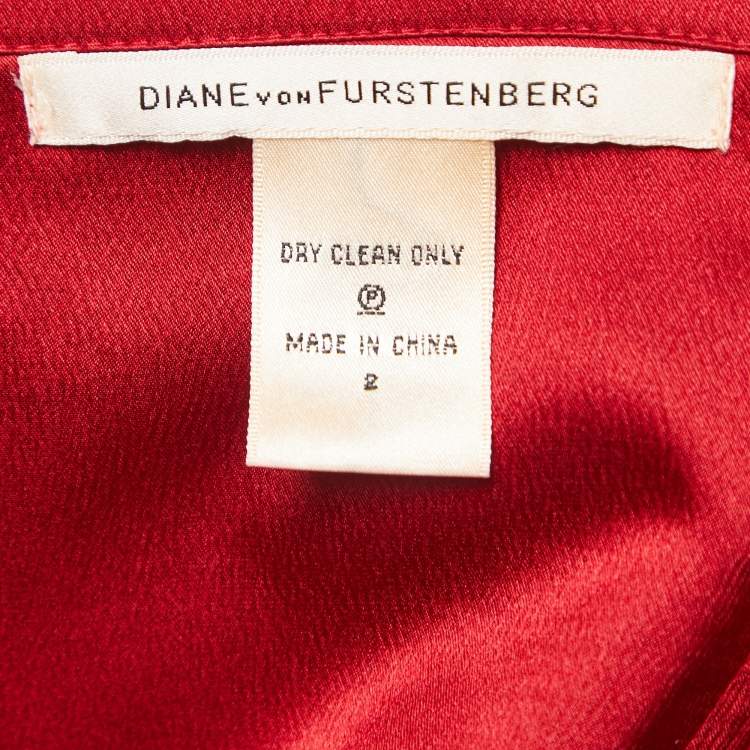 DIANE VON FURSTENBERG
DRY CLEAN ONLY
P
MADE IN CHINA
2